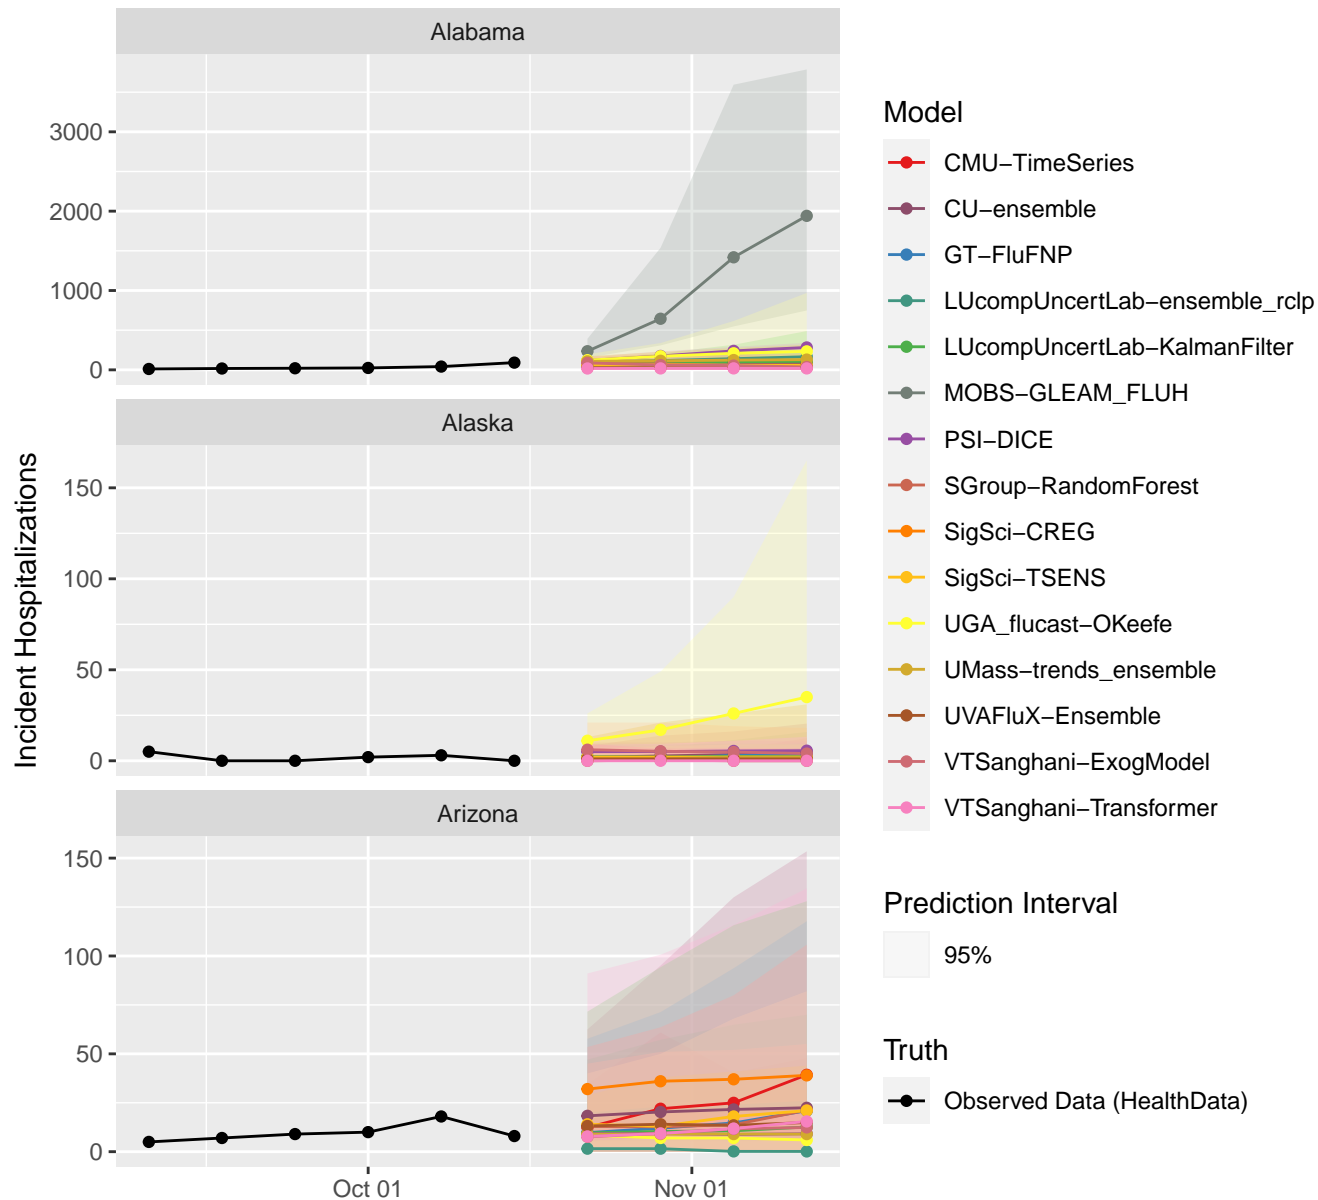 Alabama
3000
2000
1000
0
Alaska
150
100
50
0
Arizona
150
100
50
0
Oct 01
Nov 01
Incident Hospitalizations
Model
CMU−TimeSeries
CU−ensemble
GT−FluFNP
LUcompUncertLab−ensemble_rclp
LUcompUncertLab−KalmanFilter
MOBS−GLEAM_FLUH
PSI−DICE
SGroup−RandomForest
SigSci−CREG
SigSci−TSENS
UGA_flucast−OKeefe
UMass−trends_ensemble
UVAFluX−Ensemble
VTSanghani−ExogModel
VTSanghani−Transformer
Prediction Interval
95%
Truth
Observed Data (HealthData)